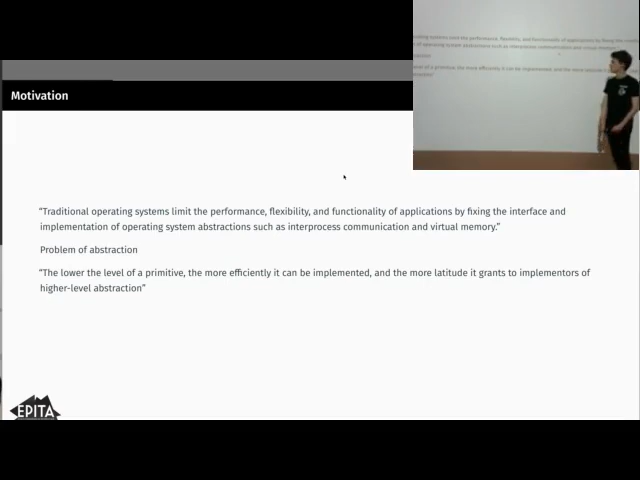 Motivation
“Traditional operating systems limit the performance, flexibility, and functionality of applications by fixing the interface and
implementation of operating system abstractions such as interprocess communication and virtual memory.”
Problem of abstraction
“The lower the level of a primitive, the more efficiently it can be implemented, and the more latitude it grants to implementors of
higher-level abstraction”
EPITA